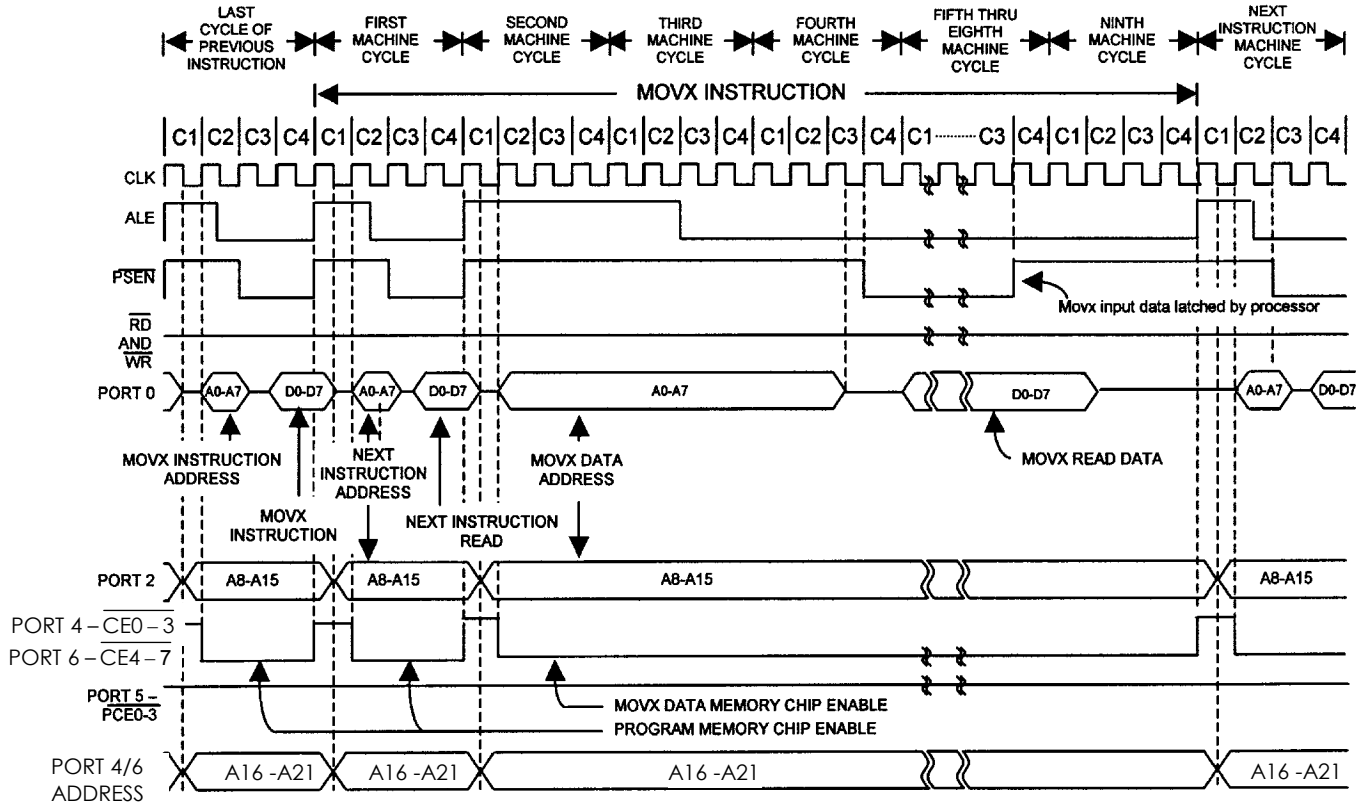 LAST
CYCLE OF
PREVIOUS
INSTRUCTION
FIRST
MACHINE
CYCLE
SECOND
MACHINE
CYCLE
THIRD
MACHINE
CYCLE
FOURTH
MACHINE
CYCLE
FIFTH THRU
EIGHTH
MACHINE
CYCLE
NINTH
MACHINE
CYCLE
NEXT
INSTRUCTION
MACHINE
CYCLE
MOVX INSTRUCTION
C1 C2 C3 C4 C1 C2 C3 C4 C1 C2 C3 C4 C1 C2 C3 C4 C1 C2 C3 C4 C1 ········ C3 C4 C1 C2 C3 C4 C1 C2 C3 C4
CLK
ALE
PSEN
Movx input data latched by processor
RD
AND
WR
PORT 0 A0-A7 D0-D7 A0-A7 D0-D7 A0-A7 D0-D7 A0-A7 D0-D7
MOVX INSTRUCTION
ADDRESS
NEXT
INSTRUCTION
ADDRESS
MOVX DATA
ADDRESS
MOVX READ DATA
MOVX
INSTRUCTION
NEXT INSTRUCTION
READ
PORT 2 A8-A15 A8-A15 A8-A15 A8-A15
PORT 4 – CE0 – 3
PORT 6 – CE4 – 7
PORT 5 –
PCE0-3
MOVX DATA MEMORY CHIP ENABLE
PROGRAM MEMORY CHIP ENABLE
PORT 4/6
ADDRESS
A16 -A21 A16 -A21 A16 -A21 A16 -A21